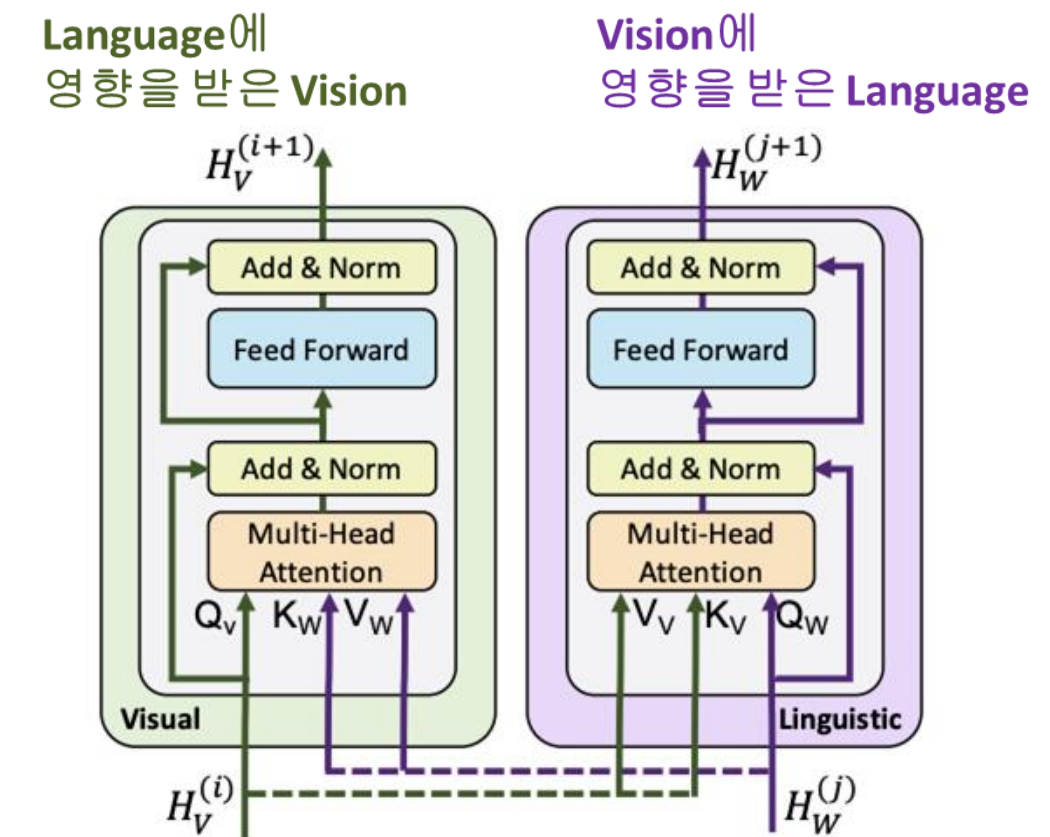 Language에
영향을 받은 Vision
Vision에
영향을 받은 Language
H_V^{(i+1)}
H_W^{(j+1)}
Add & Norm
Feed Forward
Add & Norm
Multi-Head
Attention
Q_v K_W V_W
Visual
H_V^{(i)}
Add & Norm
Feed Forward
Add & Norm
Multi-Head
Attention
V_V K_V Q_W
Linguistic
H_W^{(j)}